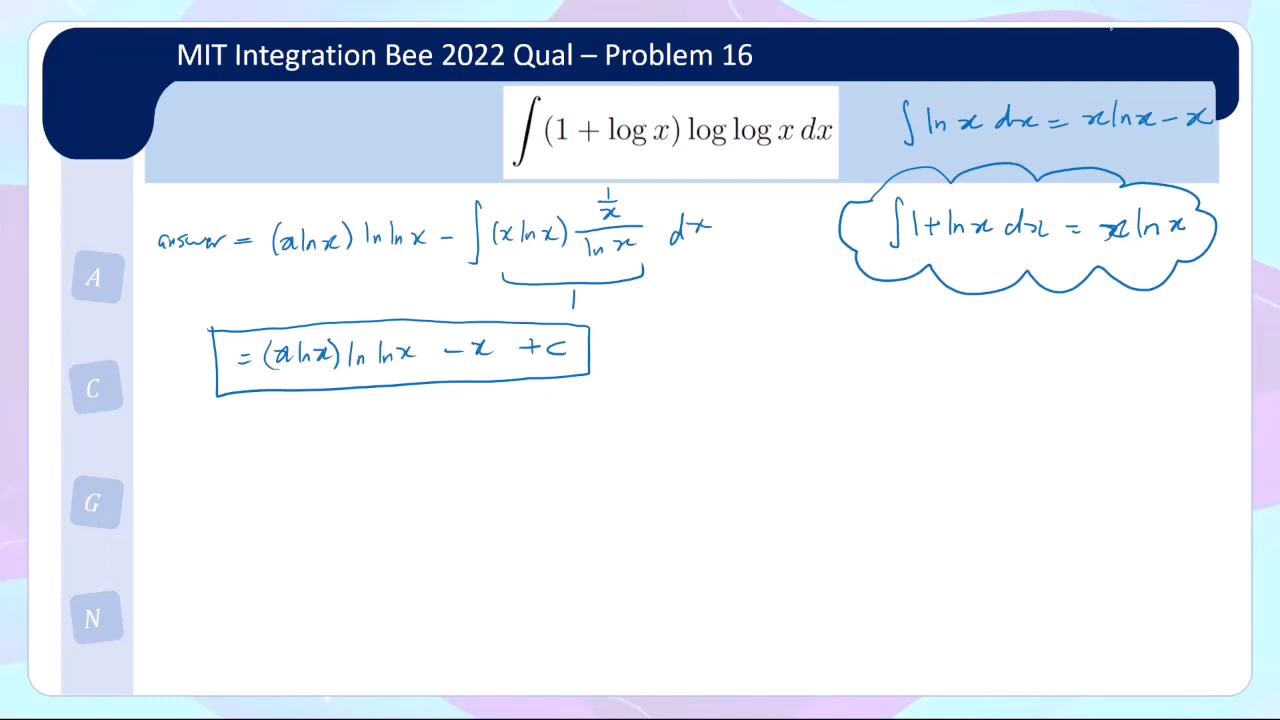 MIT Integration Bee 2022 Qual – Problem 16
∫(1 + log x) log log x dx
∫ ln x dx = x ln x − x
∫ 1 + ln x dx = x ln x
answer = (x ln x) ln ln x − ∫ (x ln x) (1/x)/(ln x) dx
1
= (x ln x) ln ln x − x + c
A
C
G
N